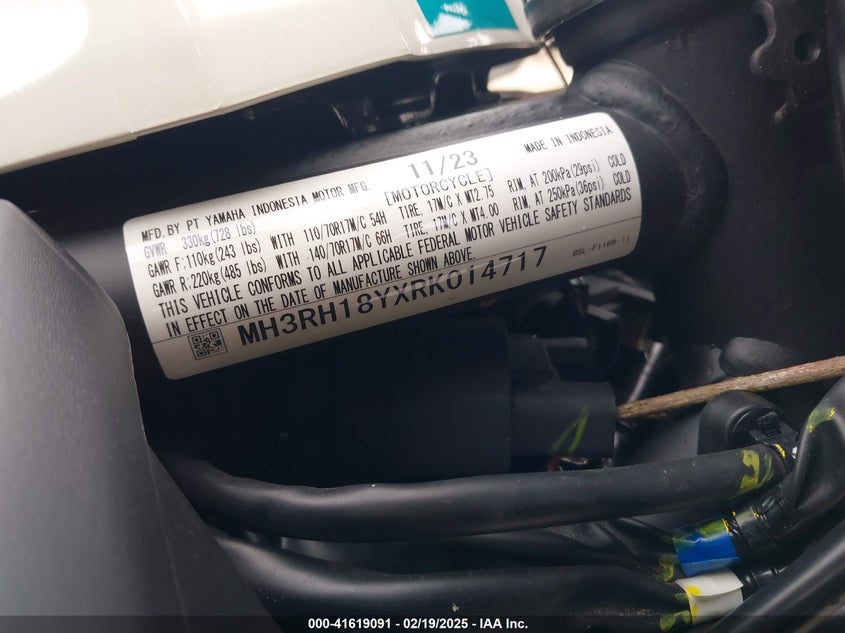 MFD. BY PT YAMAHA INDONESIA MOTOR MFG. 11/23 MADE IN INDONESIA
GVWR 330kg(728 lbs) [MOTORCYCLE]
GAWR F:110kg(243 lbs) WITH 110/70R17M/C 54H TIRE, 17M/C X MT2.75 RIM, AT 200kPa(29psi) COLD
GAWR R:220kg(485 lbs) WITH 140/70R17M/C 66H TIRE, 17M/C X MT4.00 RIM, AT 250kPa(36psi) COLD
THIS VEHICLE CONFORMS TO ALL APPLICABLE FEDERAL MOTOR VEHICLE SAFETY STANDARDS
IN EFFECT ON THE DATE OF MANUFACTURE SHOWN ABOVE.
B5L-F118B-11
MH3RH18YXRK014717
000-41619091 - 02/19/2025 - IAA Inc.